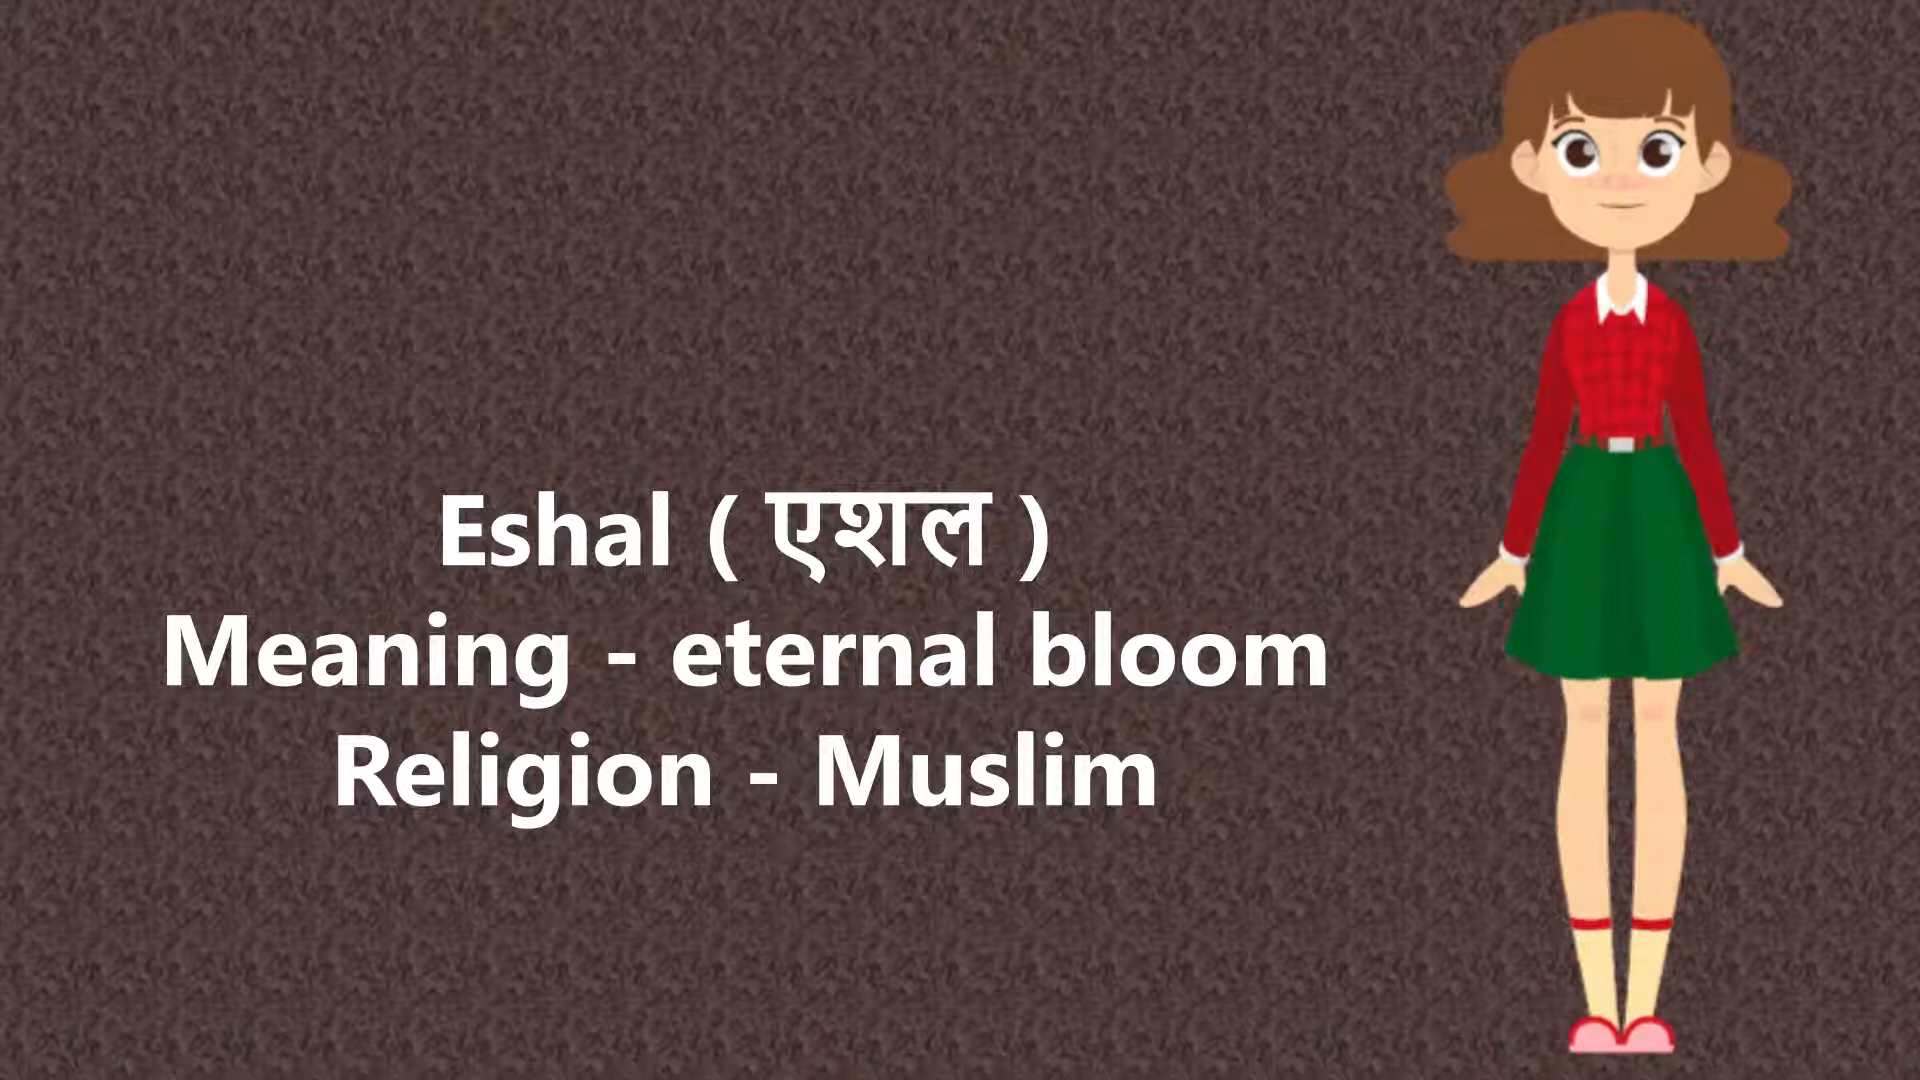 Eshal ( एशल )
Meaning - eternal bloom
Religion - Muslim